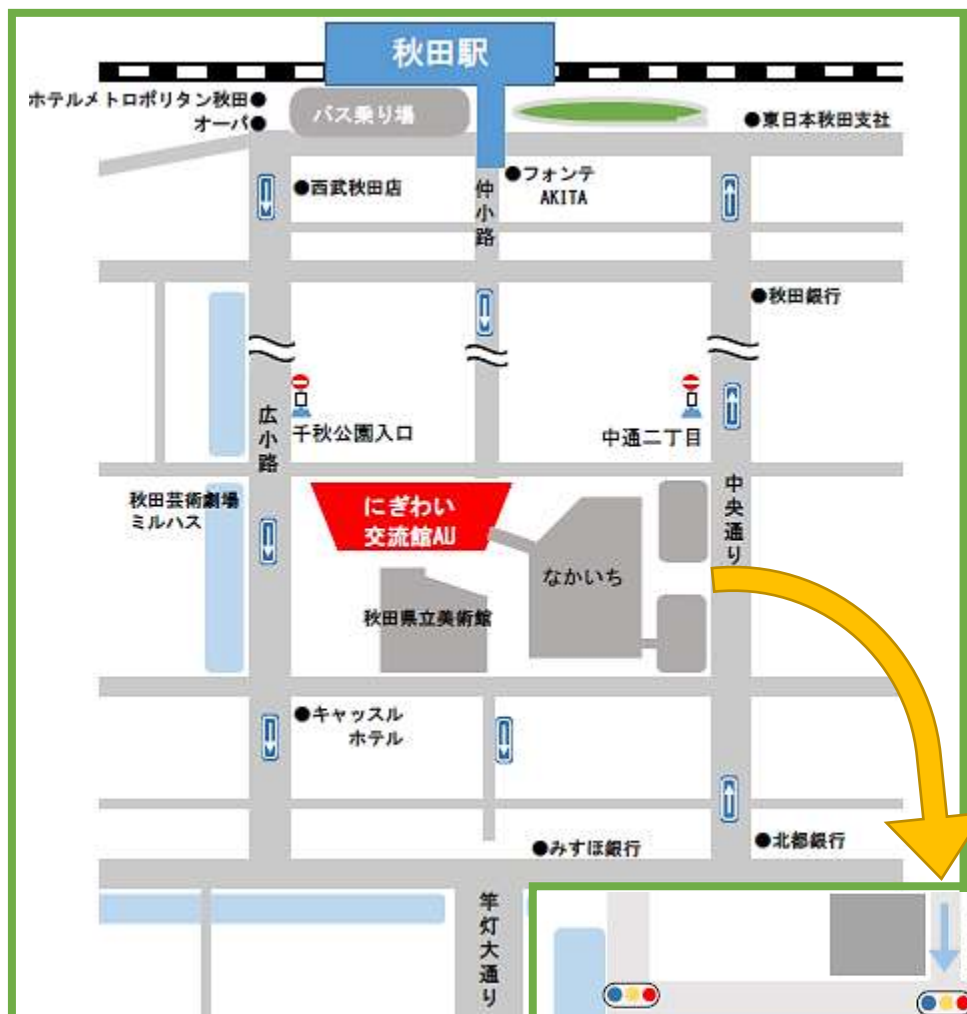 秋田駅
ホテルメトロポリタン秋田●
オーパ●
バス乗り場
●東日本秋田支社
●西武秋田店
仲小路
●フォンテ
AKITA
●秋田銀行
広小路
千秋公園入口
中通二丁目
秋田芸術劇場
ミルハス
にぎわい
交流館AU
中央通り
なかいち
秋田県立美術館
●キャッスル
ホテル
●みずほ銀行
●北都銀行
竿灯大通り